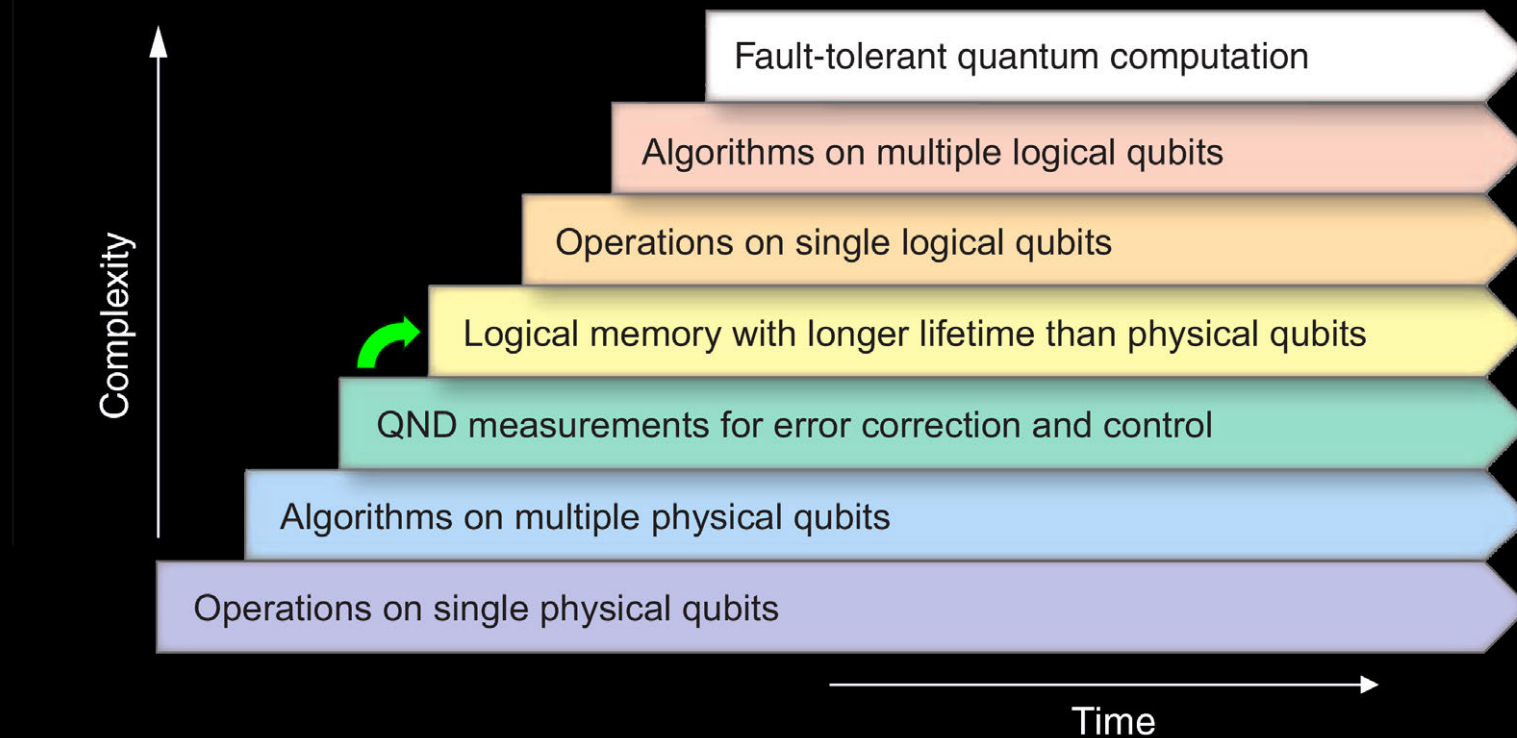 Fault-tolerant quantum computation
Algorithms on multiple logical qubits
Operations on single logical qubits
Logical memory with longer lifetime than physical qubits
QND measurements for error correction and control
Algorithms on multiple physical qubits
Operations on single physical qubits
Complexity
Time